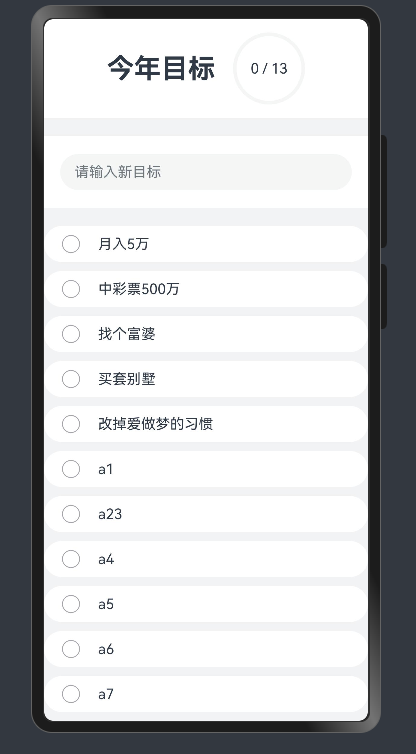 今年目标
0 / 13
请输入新目标
月入5万
中彩票500万
找个富婆
买套别墅
改掉爱做梦的习惯
a1
a23
a4
a5
a6
a7